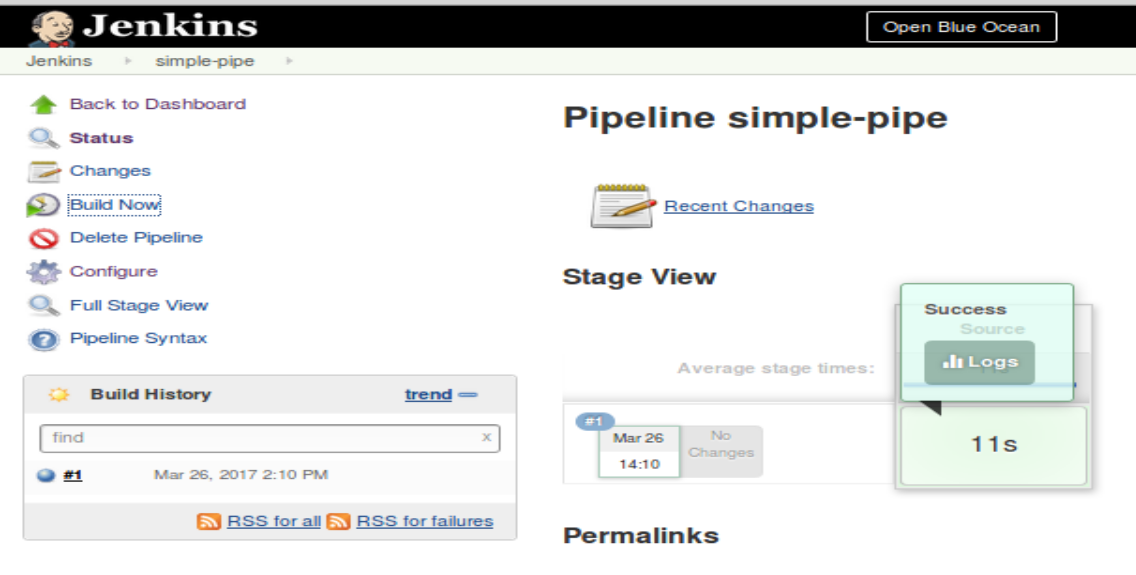 Jenkins
Open Blue Ocean
Jenkins simple-pipe
Back to Dashboard
Status
Changes
Build Now
Delete Pipeline
Configure
Full Stage View
Pipeline Syntax
Build History trend
find x
#1 Mar 26, 2017 2:10 PM
RSS for all RSS for failures
Pipeline simple-pipe
Recent Changes
Stage View
Success
Source
Logs
Average stage times:
#1
Mar 26
14:10
No
Changes
11s
Permalinks